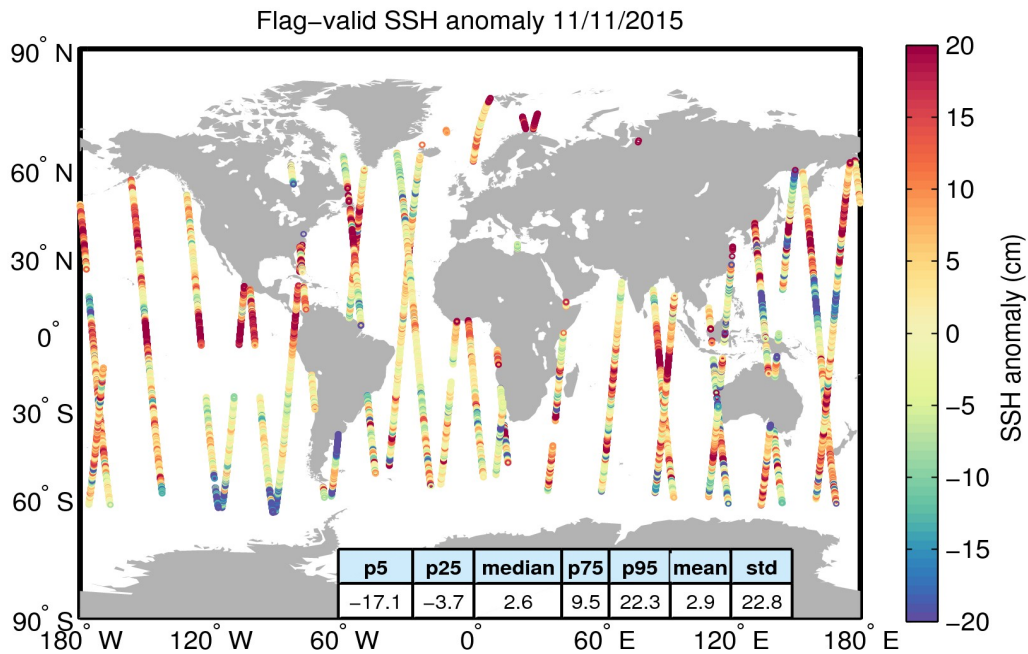 Flag−valid SSH anomaly 11/11/2015
90° N
60° N
30° N
0°
30° S
60° S
90° S
180° W
120° W
60° W
0°
60° E
120° E
180° E
p5 p25 median p75 p95 mean std
−17.1 −3.7 2.6 9.5 22.3 2.9 22.8
20
15
10
5
0
−5
−10
−15
−20
SSH anomaly (cm)